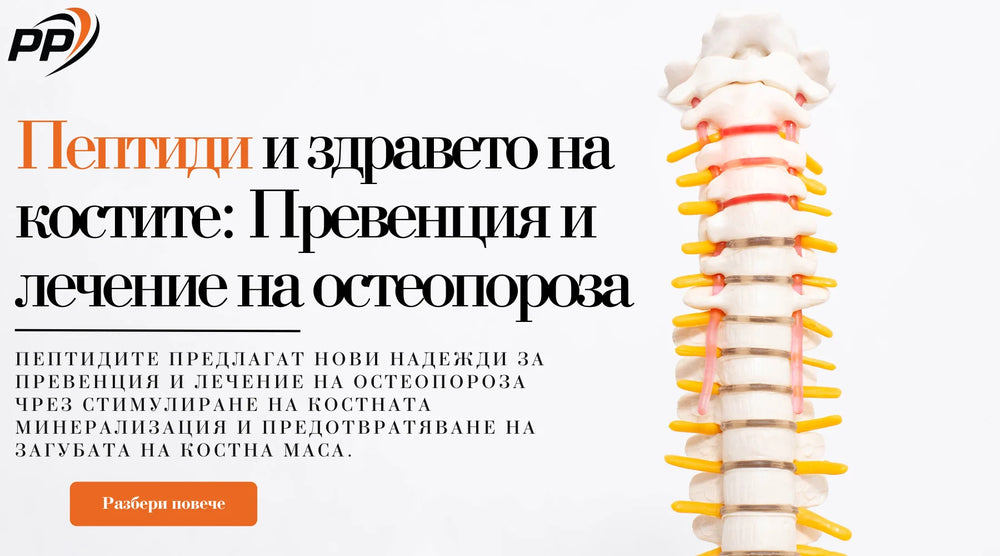 PP
Пептиди и здравето на
костите: Превенция и
лечение на остеопороза
ПЕПТИДИТЕ ПРЕДЛАГАТ НОВИ НАДЕЖДИ ЗА
ПРЕВЕНЦИЯ И ЛЕЧЕНИЕ НА ОСТЕОПОРОЗА
ЧРЕЗ СТИМУЛИРАНЕ НА КОСТНАТА
МИНЕРАЛИЗАЦИЯ И ПРЕДОТВРАТЯВАНЕ НА
ЗАГУБАТА НА КОСТНА МАСА.
Разбери повече